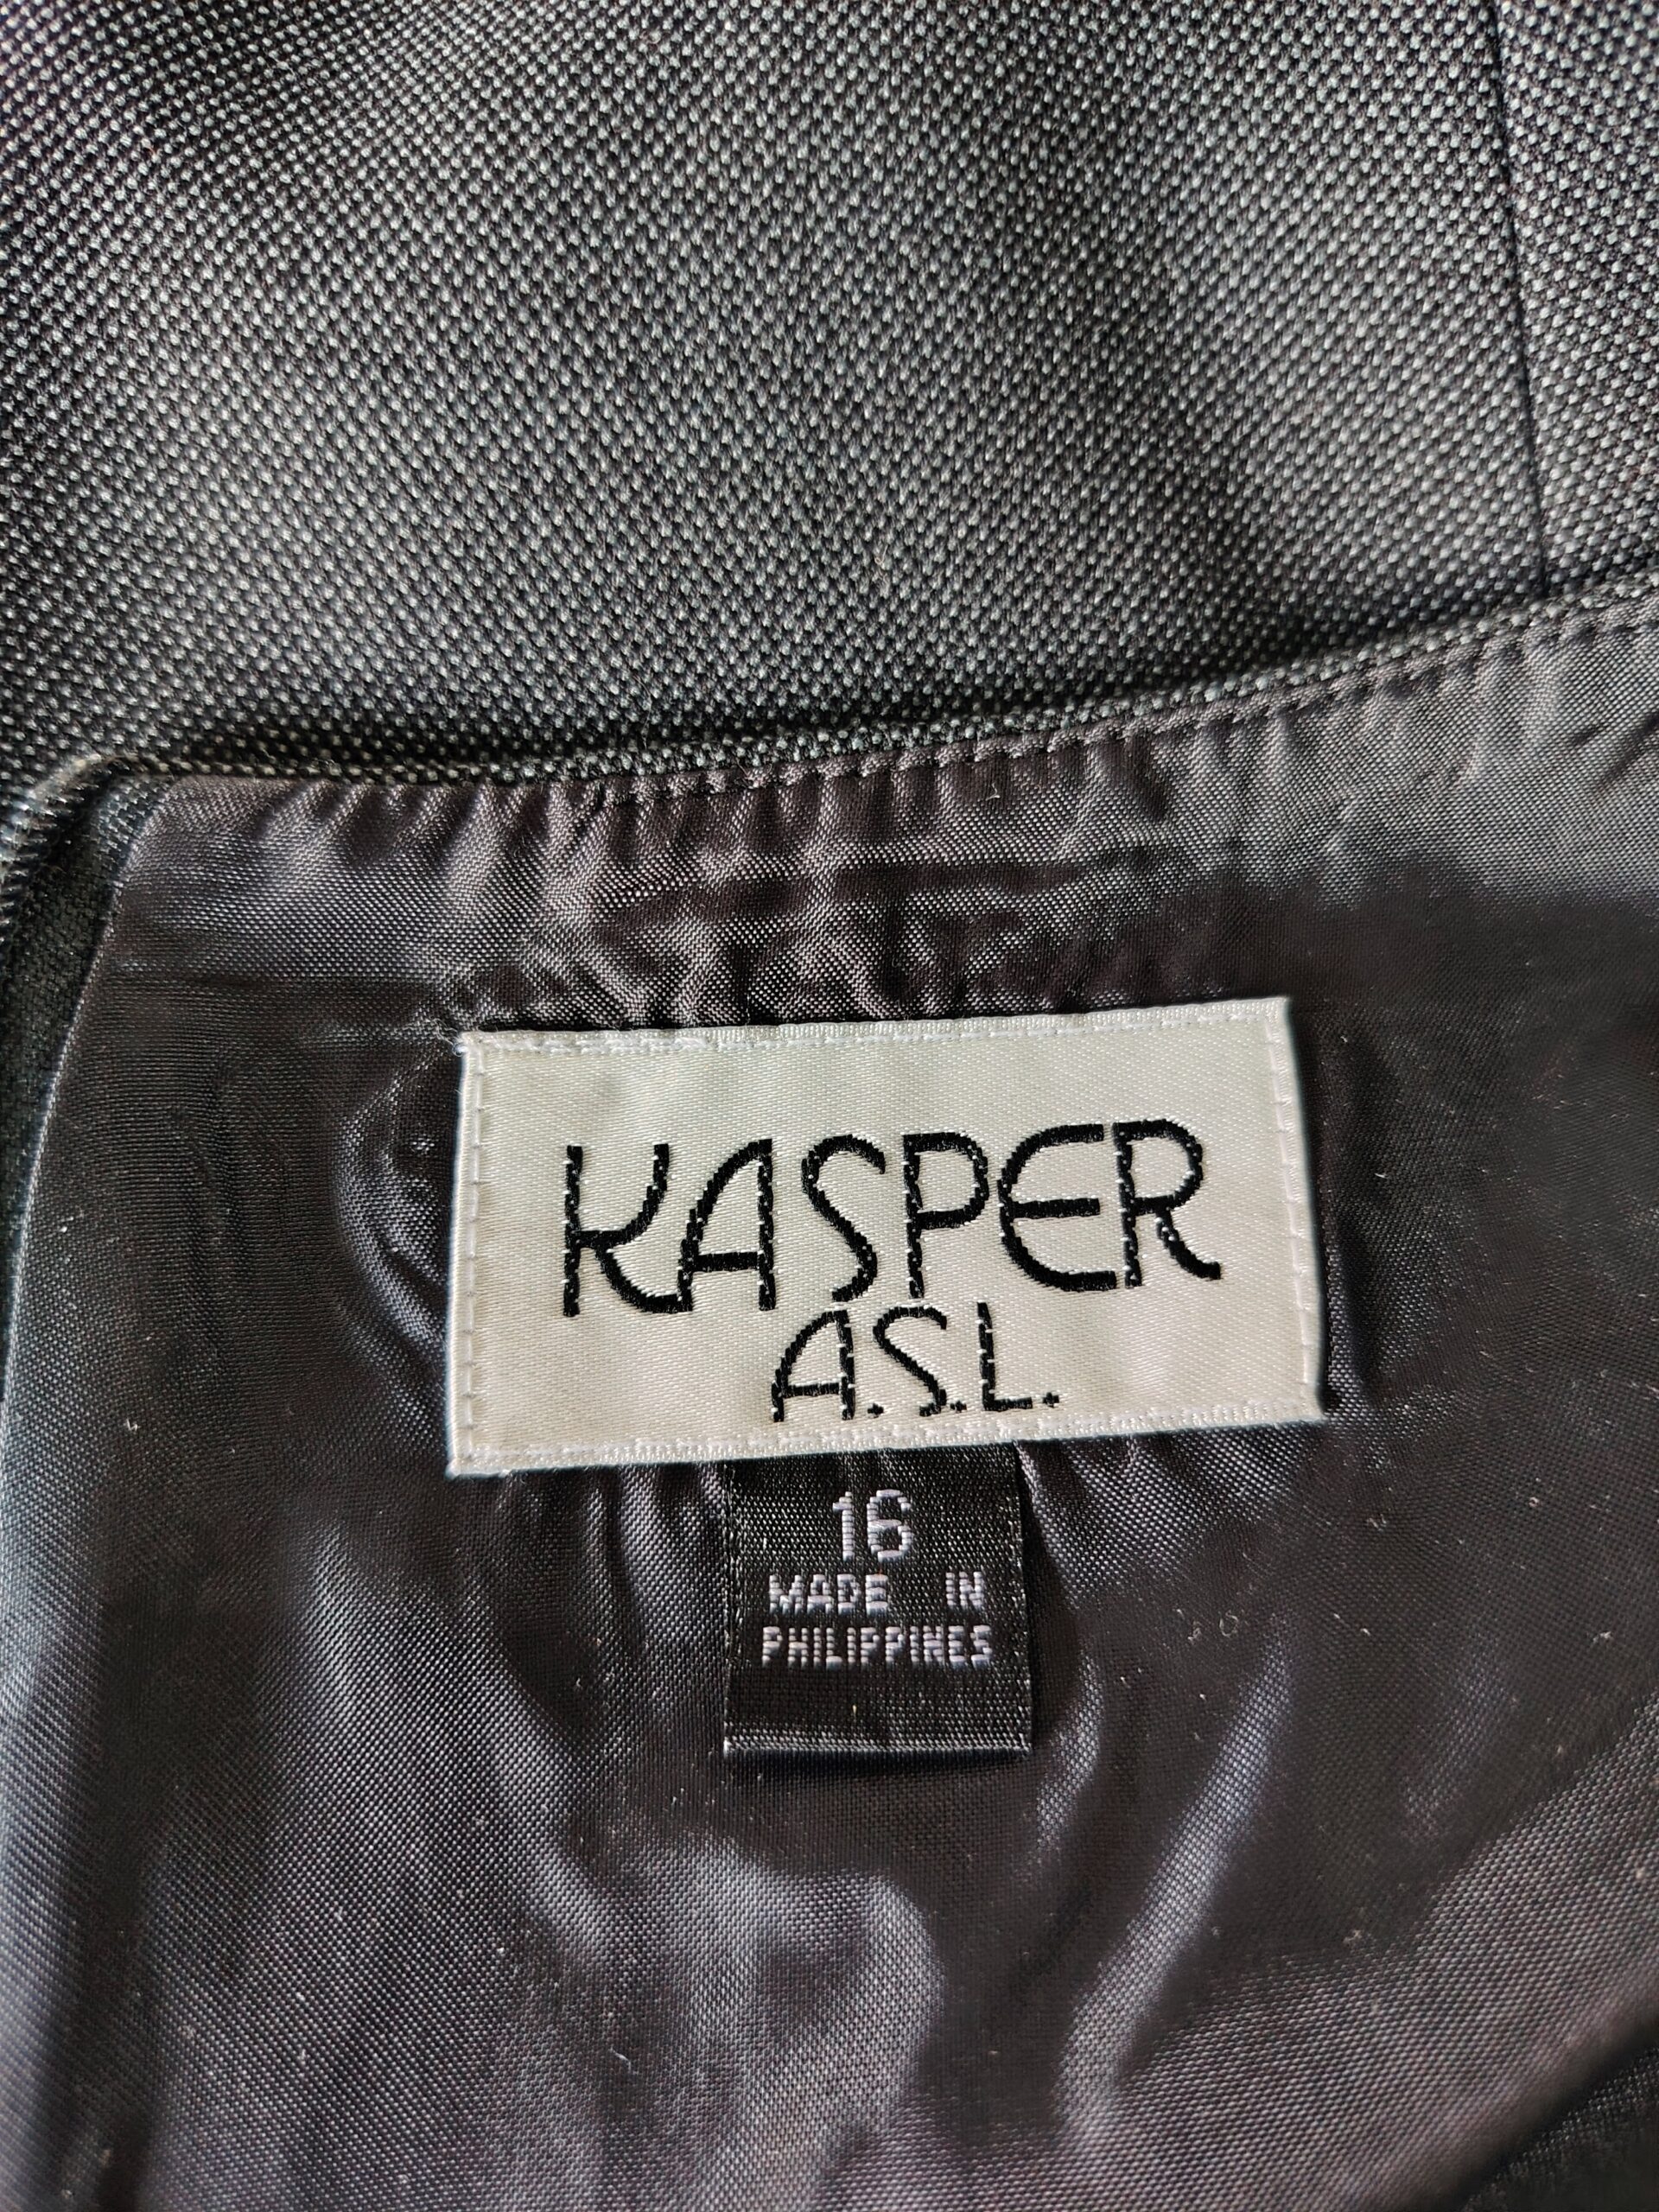 KASPER
A.S.L.
16
MADE IN
PHILIPPINES